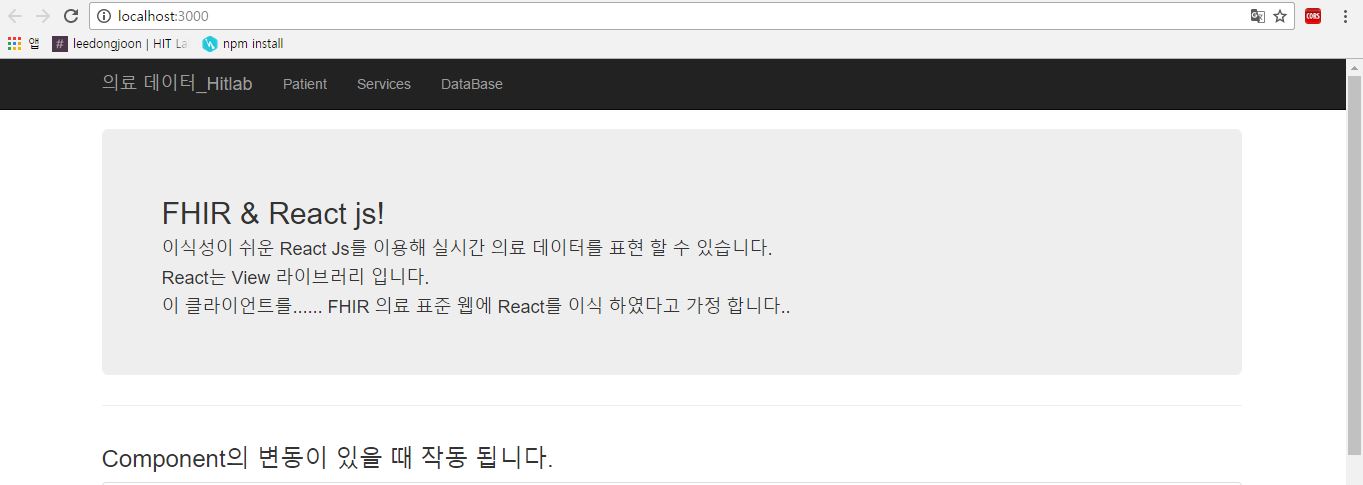 localhost:3000
앱 # leedongjoon | HIT La npm install
CORS
의료 데이터_Hitlab Patient Services DataBase
FHIR & React js!
이식성이 쉬운 React Js를 이용해 실시간 의료 데이터를 표현 할 수 있습니다.
React는 View 라이브러리 입니다.
이 클라이언트를...... FHIR 의료 표준 웹에 React를 이식 하였다고 가정 합니다..
Component의 변동이 있을 때 작동 됩니다.